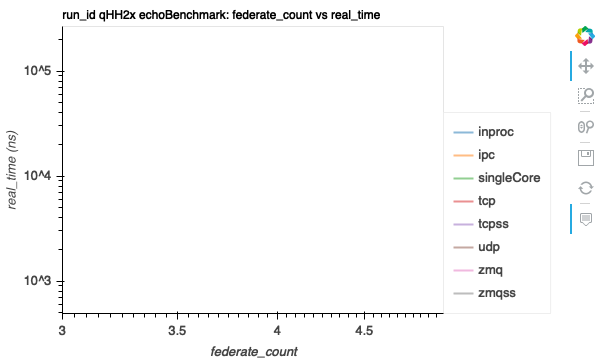 run_id qHH2x echoBenchmark: federate_count vs real_time
10^5
10^4
10^3
real_time (ns)
3
3.5
4
4.5
federate_count
inproc
ipc
singleCore
tcp
tcpss
udp
zmq
zmqss